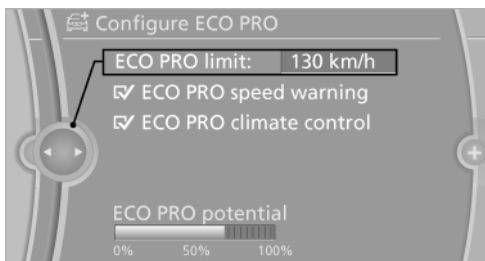 Configure ECO PRO
ECO PRO limit: 130 km/h
ECO PRO speed warning
ECO PRO climate control
ECO PRO potential
0% 50% 100%